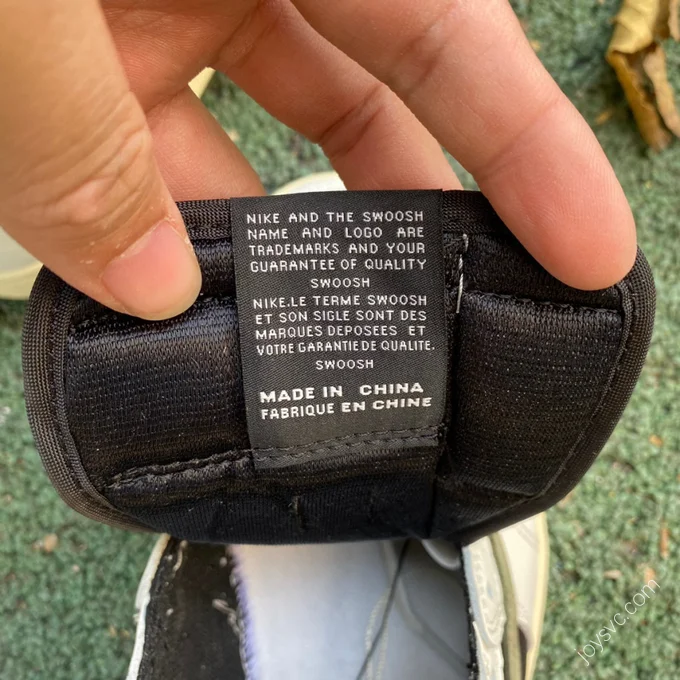 NIKE AND THE SWOOSH
NAME AND LOGO ARE
TRADEMARKS AND YOUR
GUARANTEE OF QUALITY
SWOOSH
NIKE.LE TERME SWOOSH
ET SON SIGLE SONT DES
MARQUES DEPOSEES ET
VOTRE GARANTIE DE QUALITE.
SWOOSH
MADE IN CHINA
FABRIQUE EN CHINE
joysvc.com